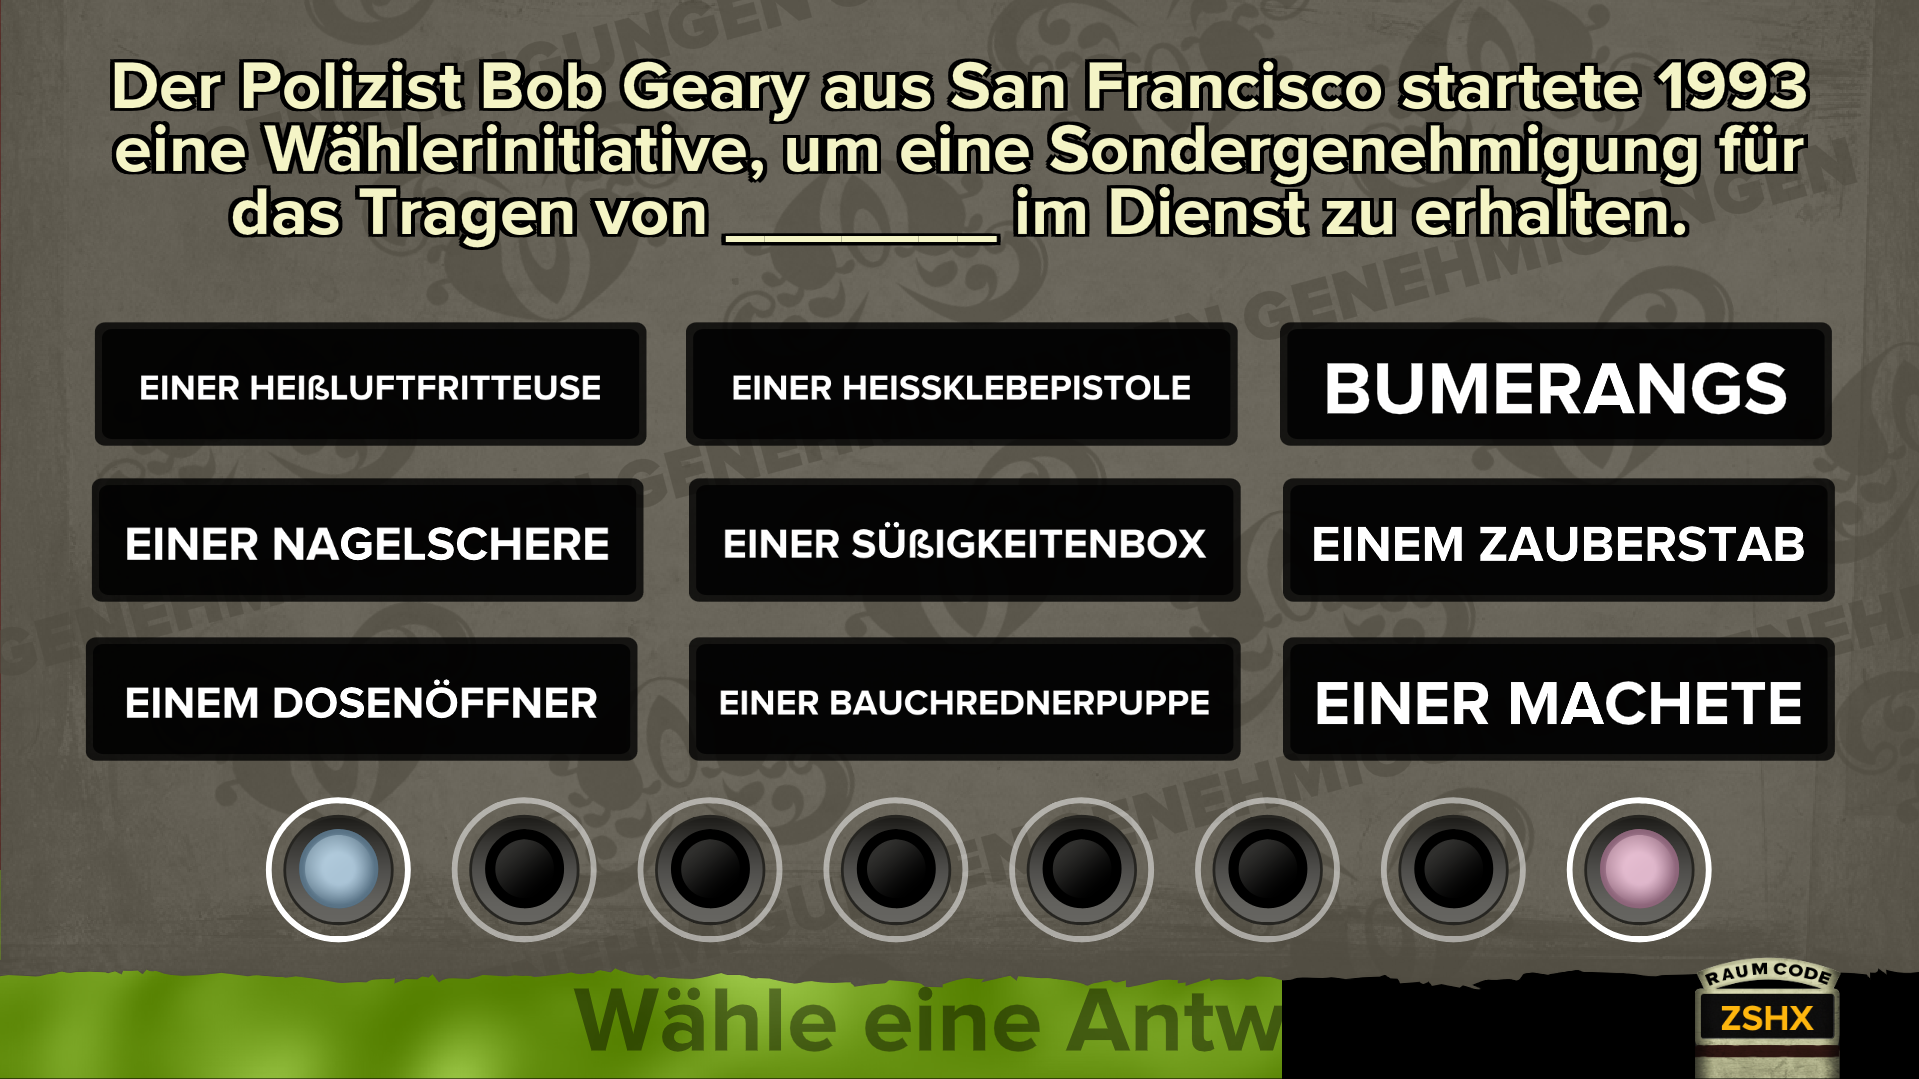 Der Polizist Bob Geary aus San Francisco startete 1993
eine Wählerinitiative, um eine Sondergenehmigung für
das Tragen von _______ im Dienst zu erhalten.
EINER HEIßLUFTFRITTEUSE
EINER HEISSKLEBEPISTOLE
BUMERANGS
EINER NAGELSCHERE
EINER SÜßIGKEITENBOX
EINEM ZAUBERSTAB
EINEM DOSENÖFFNER
EINER BAUCHREDNERPUPPE
EINER MACHETE
Wähle eine Antw
RAUM CODE
ZSHX